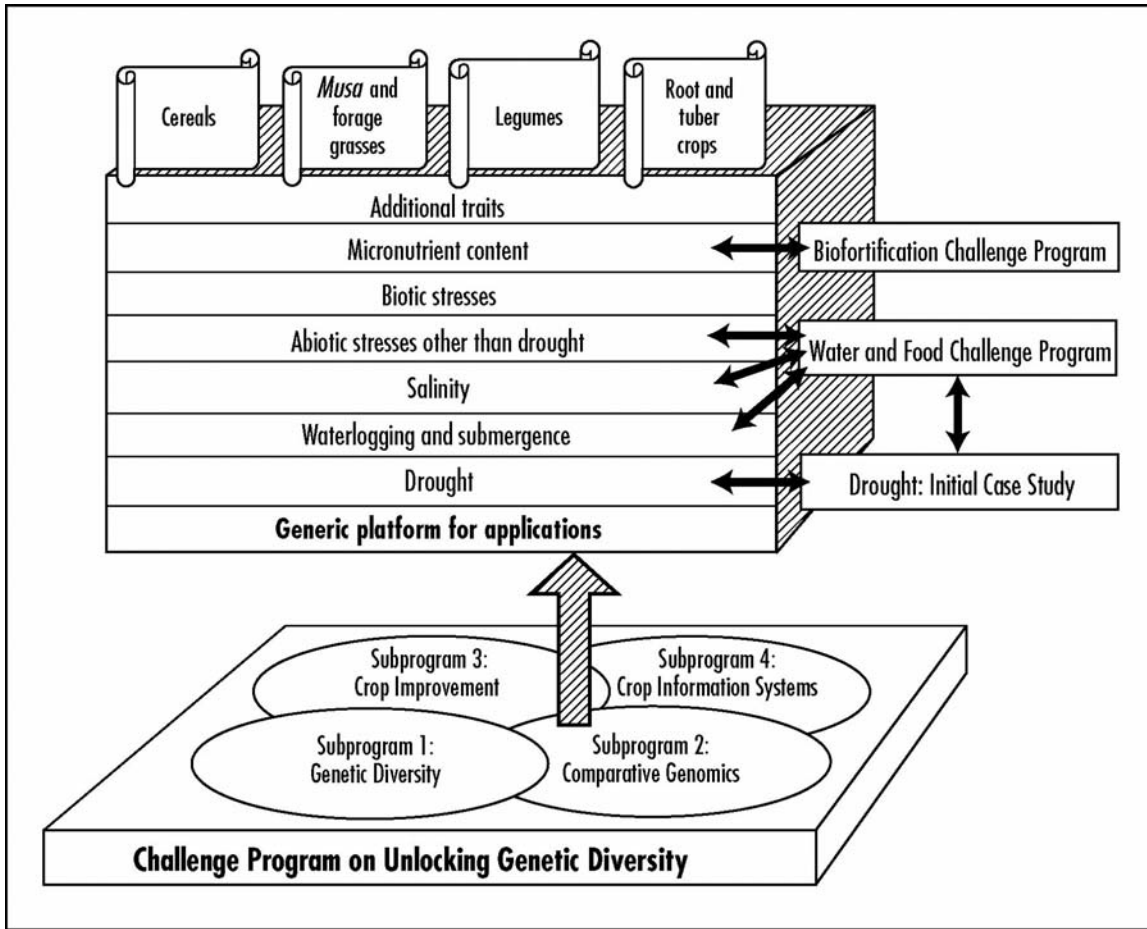 Cereals
Musa and
forage
grasses
Legumes
Root and
tuber
crops
Additional traits
Micronutrient content
Biofortification Challenge Program
Biotic stresses
Abiotic stresses other than drought
Water and Food Challenge Program
Salinity
Waterlogging and submergence
Drought
Drought: Initial Case Study
Generic platform for applications
Subprogram 3:
Crop Improvement
Subprogram 4:
Crop Information Systems
Subprogram 1:
Genetic Diversity
Subprogram 2:
Comparative Genomics
Challenge Program on Unlocking Genetic Diversity